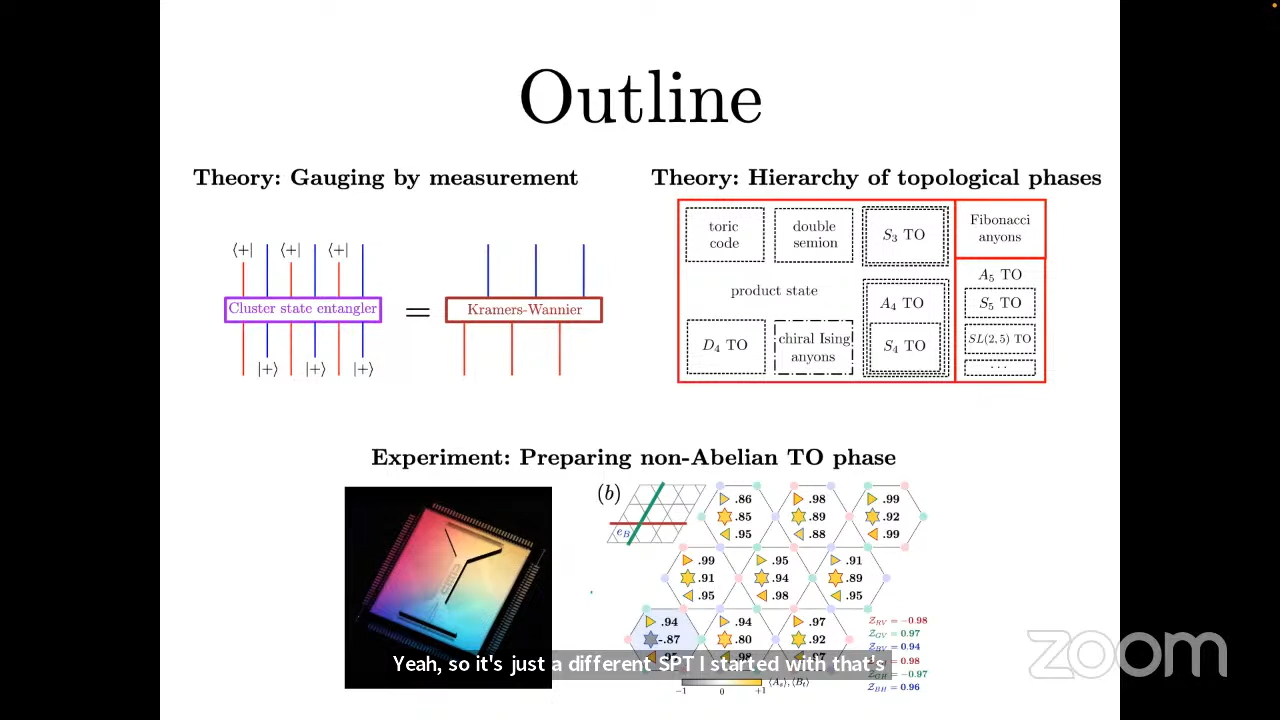 Outline
Theory: Gauging by measurement
⟨+| ⟨+| ⟨+|
Cluster state entangler
|+⟩ |+⟩ |+⟩
=
Kramers-Wannier
Theory: Hierarchy of topological phases
toric
code
double
semion
S₃ TO
Fibonacci
anyons
product state
A₄ TO
S₄ TO
A₅ TO
S₅ TO
SL(2,5) TO
...
D₄ TO
chiral Ising
anyons
Experiment: Preparing non-Abelian TO phase
(b)
e_B
.86 .98 .99
.85 .89 .92
.95 .88 .99
.99 .95 .91
.91 .94 .89
.95 .98 .95
.94 .94 .97
-.87 .80 .92
Z_RV = −0.98
Z_GV = 0.97
0.94
0.98
−0.97
Z_BH = 0.96
Yeah, so it's just a different SPT I started with that's
−1 0 +1 ⟨A_s⟩,⟨B_t⟩
zoom